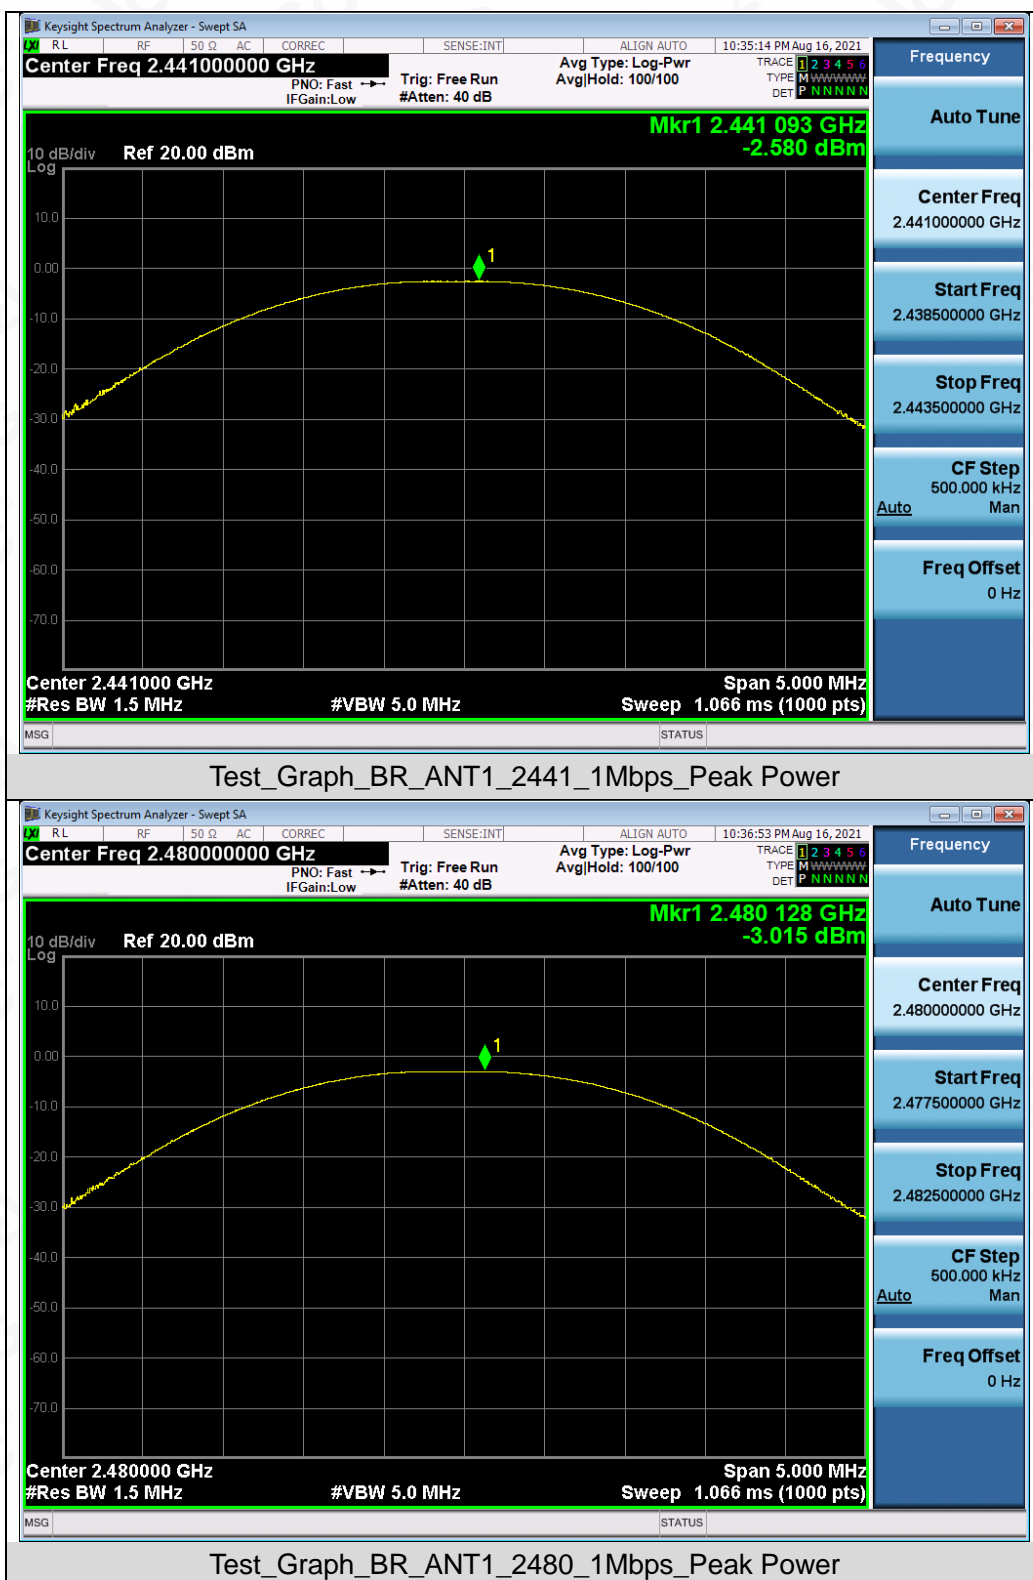 Keysight Spectrum Analyzer - Swept SA
LXI RL RF 50 Ω AC CORREC SENSE:INT ALIGN AUTO 10:35:14 PM Aug 16, 2021
Center Freq 2.441000000 GHz
PNO: Fast
IFGain:Low
Trig: Free Run
#Atten: 40 dB
Avg Type: Log-Pwr
Avg|Hold: 100/100
TRACE 1 2 3 4 5 6
TYPE M WWWWW
DET P N N N N N
Mkr1 2.441 093 GHz
-2.580 dBm
10 dB/div Ref 20.00 dBm
Log
10.0
0.00
-10.0
-20.0
-30.0
-40.0
-50.0
-60.0
-70.0
1
Center 2.441000 GHz Span 5.000 MHz
#Res BW 1.5 MHz #VBW 5.0 MHz Sweep 1.066 ms (1000 pts)
MSG STATUS
Frequency
Auto Tune
Center Freq
2.441000000 GHz
Start Freq
2.438500000 GHz
Stop Freq
2.443500000 GHz
CF Step
500.000 kHz
Auto Man
Freq Offset
0 Hz
Test_Graph_BR_ANT1_2441_1Mbps_Peak Power
Keysight Spectrum Analyzer - Swept SA
LXI RL RF 50 Ω AC CORREC SENSE:INT ALIGN AUTO 10:36:53 PM Aug 16, 2021
Center Freq 2.480000000 GHz
PNO: Fast
IFGain:Low
Trig: Free Run
#Atten: 40 dB
Avg Type: Log-Pwr
Avg|Hold: 100/100
TRACE 1 2 3 4 5 6
TYPE M WWWWW
DET P N N N N N
Mkr1 2.480 128 GHz
-3.015 dBm
10 dB/div Ref 20.00 dBm
Log
10.0
0.00
-10.0
-20.0
-30.0
-40.0
-50.0
-60.0
-70.0
1
Center 2.480000 GHz Span 5.000 MHz
#Res BW 1.5 MHz #VBW 5.0 MHz Sweep 1.066 ms (1000 pts)
MSG STATUS
Frequency
Auto Tune
Center Freq
2.480000000 GHz
Start Freq
2.477500000 GHz
Stop Freq
2.482500000 GHz
CF Step
500.000 kHz
Auto Man
Freq Offset
0 Hz
Test_Graph_BR_ANT1_2480_1Mbps_Peak Power